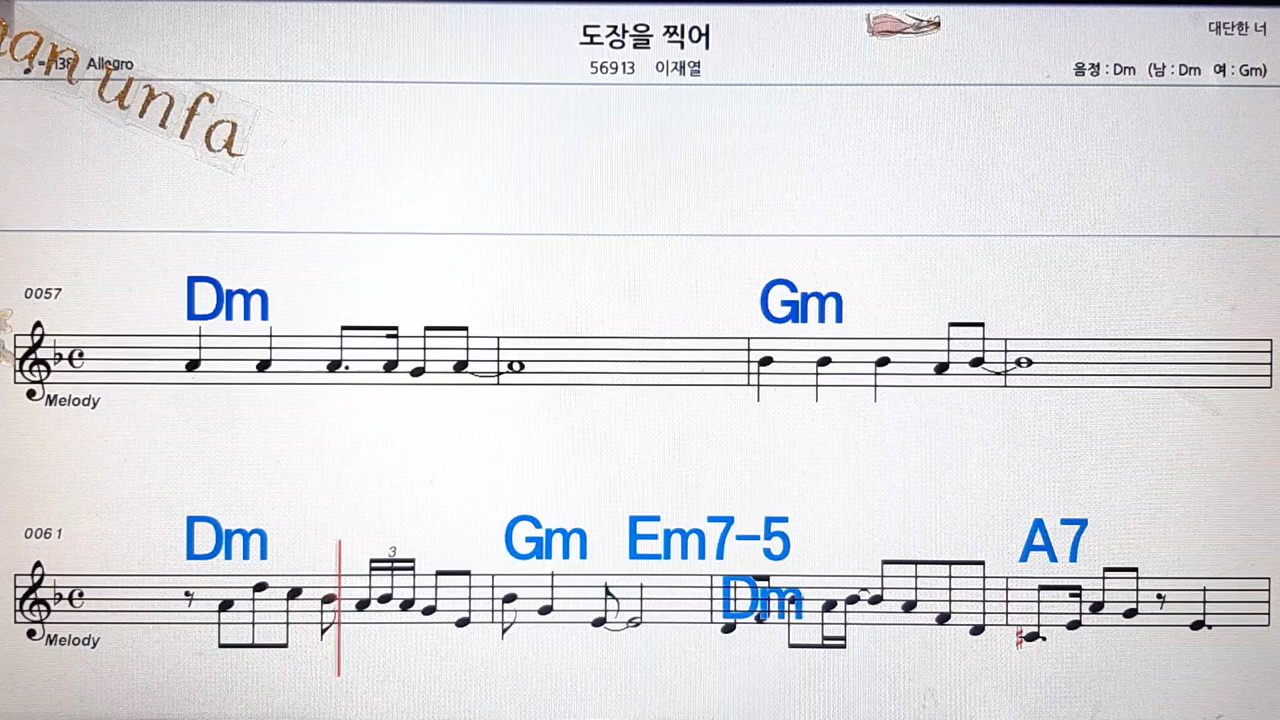 도장을 찍어
대단한 너
Allegro
56913 이재열
음정 : Dm (남 : Dm 여 : Gm)
unfa
0057
Dm Gm
Melody
0061
Dm Gm Em7-5 A7
3
Dm
Melody